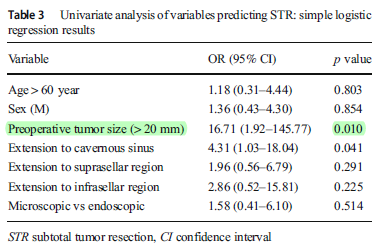 Table 3 Univariate analysis of variables predicting STR: simple logistic
regression results
Variable OR (95% CI) p value
Age > 60 year 1.18 (0.31–4.44) 0.803
Sex (M) 1.36 (0.43–4.30) 0.854
Preoperative tumor size (> 20 mm) 16.71 (1.92–145.77) 0.010
Extension to cavernous sinus 4.31 (1.03–18.04) 0.041
Extension to suprasellar region 1.96 (0.56–6.79) 0.291
Extension to infrasellar region 2.86 (0.52–15.81) 0.225
Microscopic vs endoscopic 1.58 (0.41–6.10) 0.514
STR subtotal tumor resection, CI confidence interval